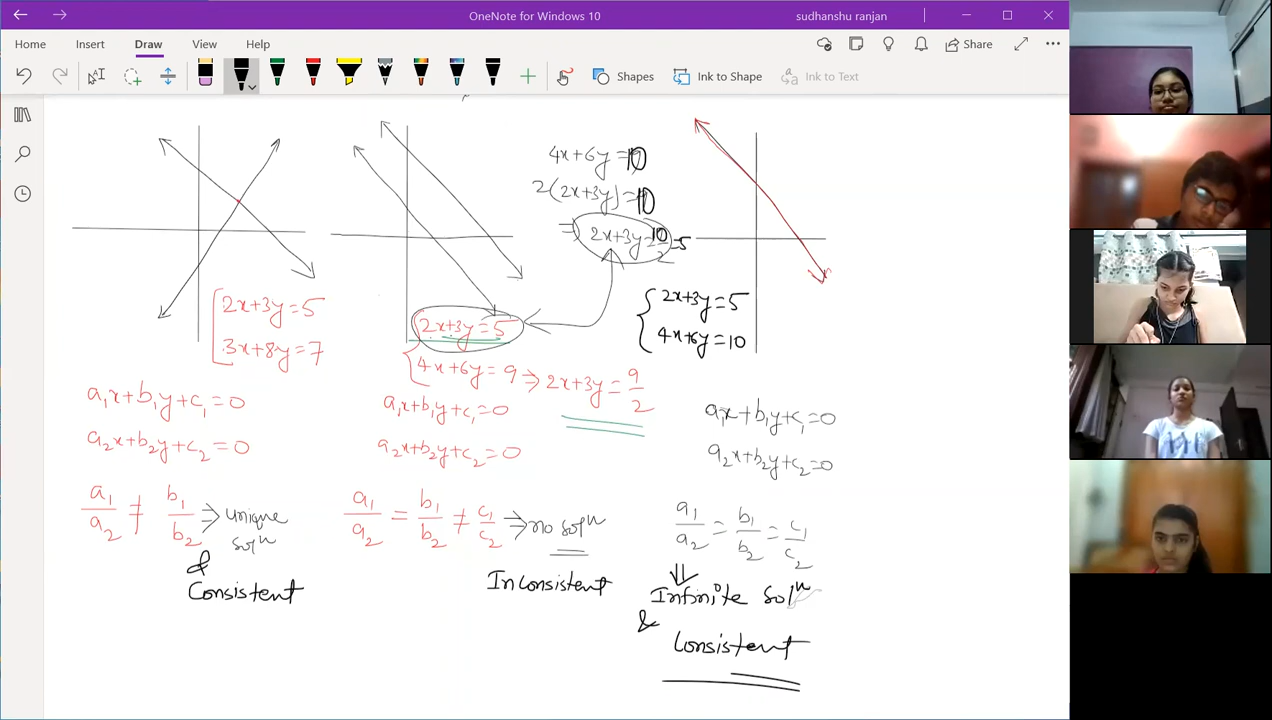 OneNote for Windows 10
sudhanshu ranjan
Home Insert Draw View Help
Share
Shapes
Ink to Shape
Ink to Text
4x+6y=10
2(2x+3y)=10
⇒ 2x+3y=10/2=5
2x+3y=5
3x+8y=7
a₁x+b₁y+c₁=0
a₂x+b₂y+c₂=0
a₁/a₂ ≠ b₁/b₂ ⇒ unique
solⁿ
&
Consistent
2x+3y=5
4x+6y=9 ⇒ 2x+3y=9/2
a₁x+b₁y+c₁=0
a₂x+b₂y+c₂=0
a₁/a₂ = b₁/b₂ ≠ c₁/c₂ ⇒ no solⁿ
Inconsistent
2x+3y=5
4x+6y=10
a₁x+b₁y+c₁=0
a₂x+b₂y+c₂=0
a₁/a₂ = b₁/b₂ = c₁/c₂
⇓
Infinite solⁿ
&
Consistent